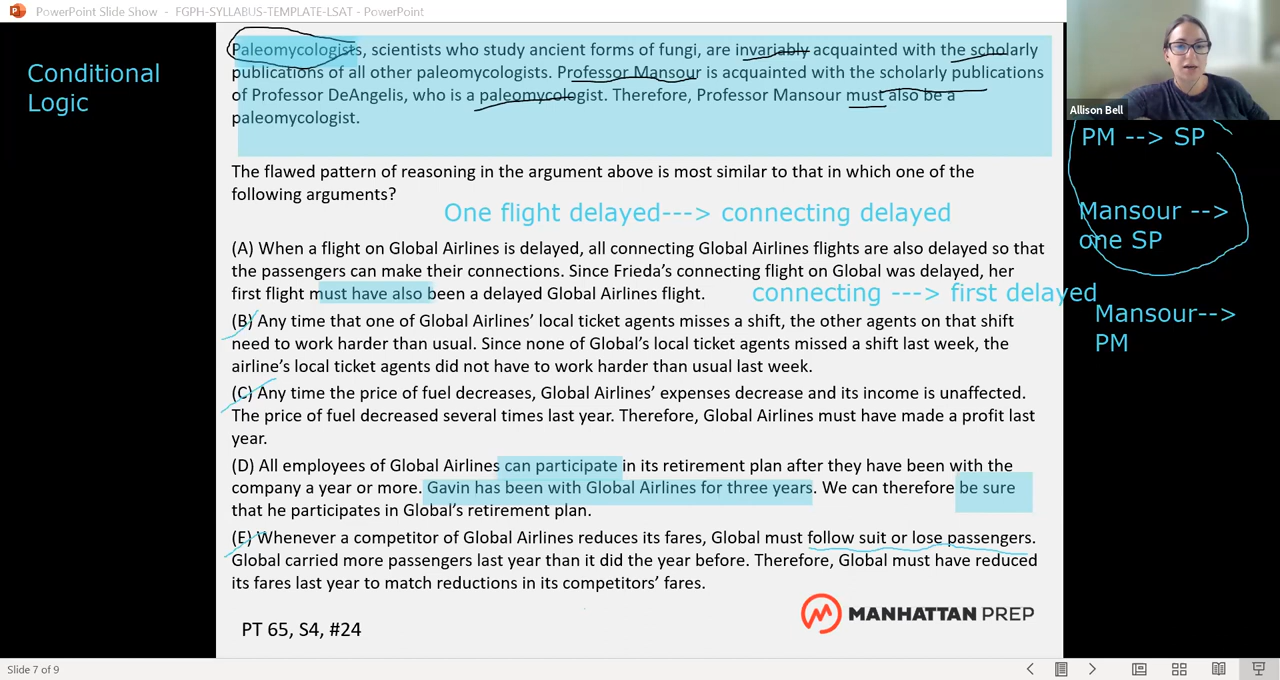 PowerPoint Slide Show - FGPH-SYLLABUS-TEMPLATE-LSAT - PowerPoint
Conditional
Logic
Paleomycologists, scientists who study ancient forms of fungi, are invariably acquainted with the scholarly
publications of all other paleomycologists. Professor Mansour is acquainted with the scholarly publications
of Professor DeAngelis, who is a paleomycologist. Therefore, Professor Mansour must also be a
paleomycologist.
Allison Bell
PM --> SP
Mansour -->
one SP
Mansour-->
PM
The flawed pattern of reasoning in the argument above is most similar to that in which one of the
following arguments?
One flight delayed---> connecting delayed
(A) When a flight on Global Airlines is delayed, all connecting Global Airlines flights are also delayed so that
the passengers can make their connections. Since Frieda’s connecting flight on Global was delayed, her
first flight must have also been a delayed Global Airlines flight.
connecting ---> first delayed
(B) Any time that one of Global Airlines’ local ticket agents misses a shift, the other agents on that shift
need to work harder than usual. Since none of Global’s local ticket agents missed a shift last week, the
airline’s local ticket agents did not have to work harder than usual last week.
(C) Any time the price of fuel decreases, Global Airlines’ expenses decrease and its income is unaffected.
The price of fuel decreased several times last year. Therefore, Global Airlines must have made a profit last
year.
(D) All employees of Global Airlines can participate in its retirement plan after they have been with the
company a year or more. Gavin has been with Global Airlines for three years. We can therefore be sure
that he participates in Global’s retirement plan.
(E) Whenever a competitor of Global Airlines reduces its fares, Global must follow suit or lose passengers.
Global carried more passengers last year than it did the year before. Therefore, Global must have reduced
its fares last year to match reductions in its competitors’ fares.
MANHATTAN PREP
PT 65, S4, #24
Slide 7 of 9